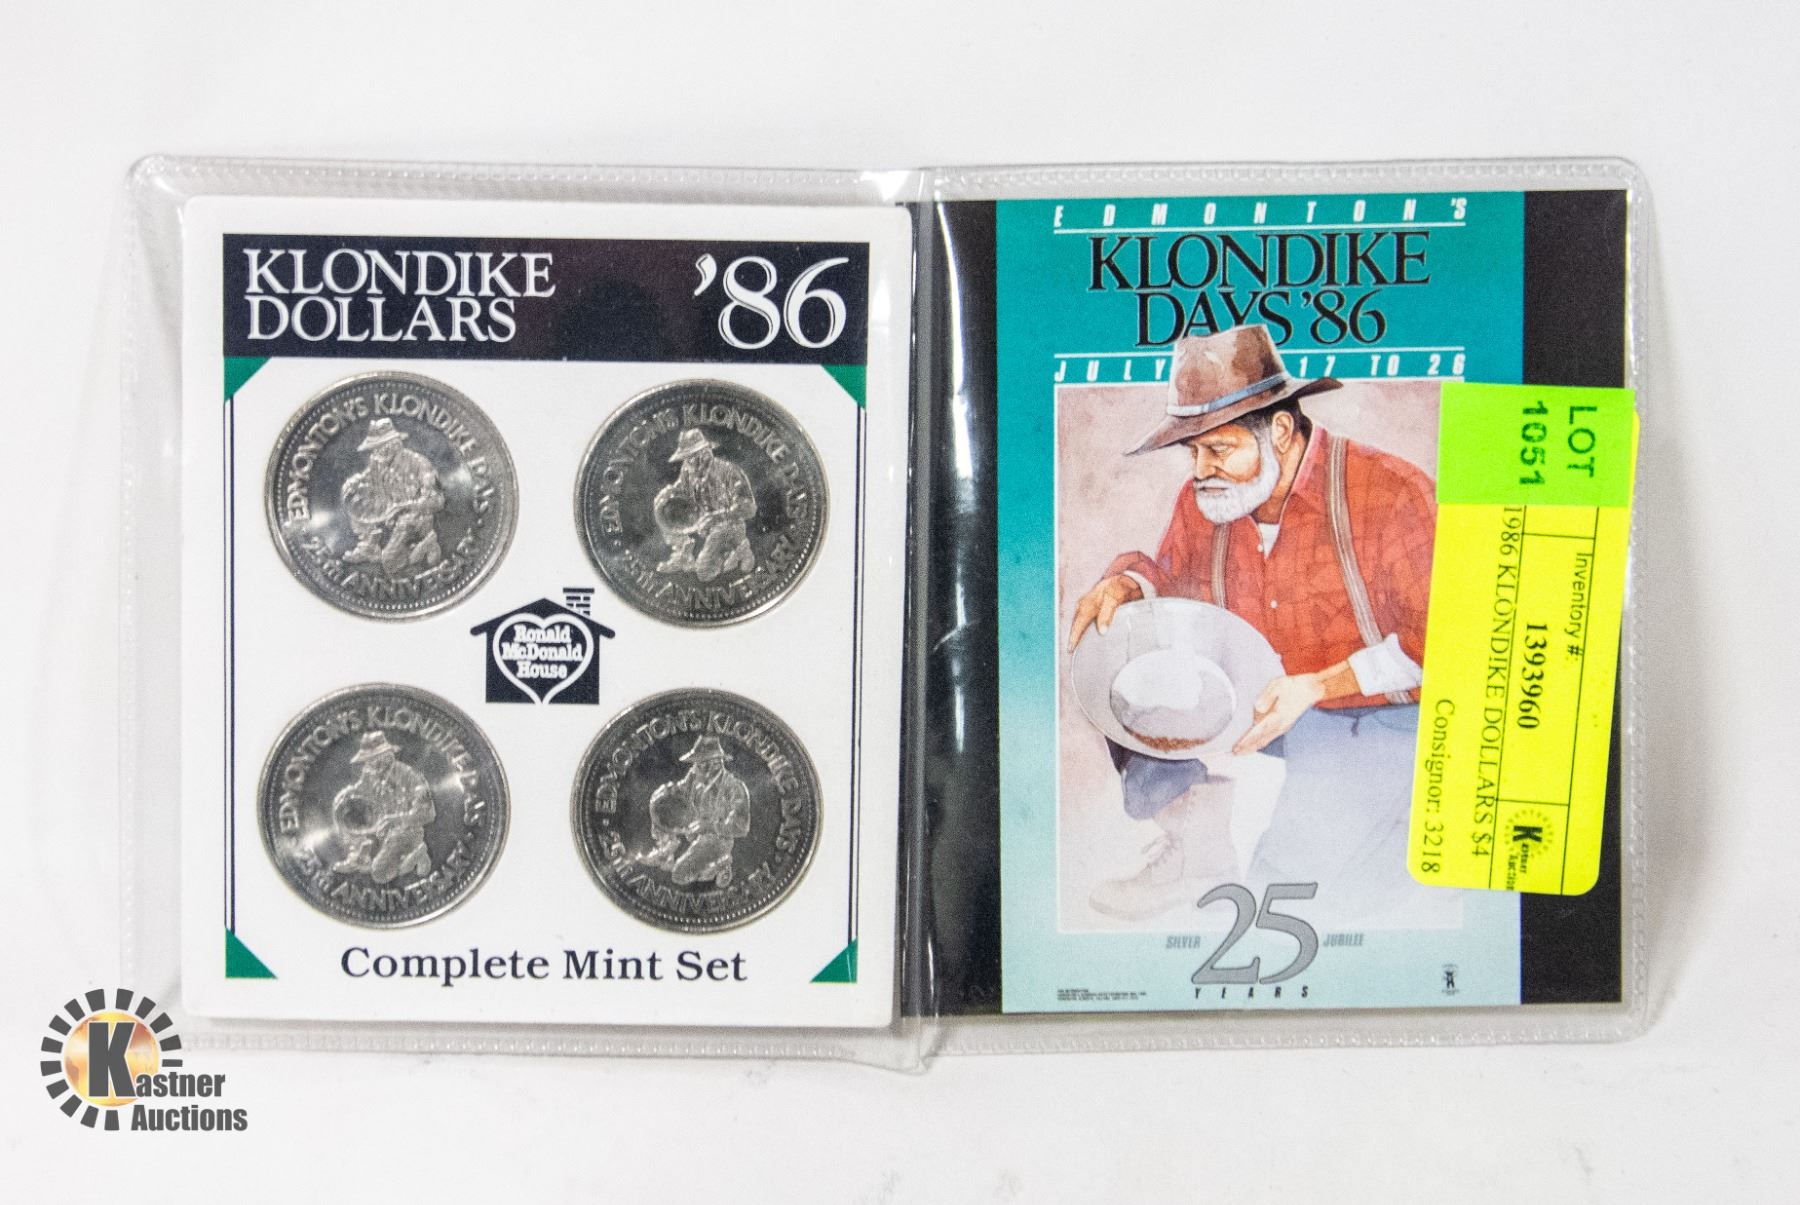 KLONDIKE
DOLLARS
'86
EDMONTON'S KLONDIKE DAYS
25TH ANNIVERSARY
EDMONTON'S KLONDIKE DAYS
25TH ANNIVERSARY
Ronald
McDonald
House
EDMONTON'S KLONDIKE DAYS
25TH ANNIVERSARY
EDMONTON'S KLONDIKE DAYS
25TH ANNIVERSARY
Complete Mint Set
EDMONTON'S
KLONDIKE
DAYS '86
JULY 17 TO 26
SILVER 25 JUBILEE
YEARS
LOT
1051
Inventory #:
1393960
1986 KLONDIKE DOLLARS $4
Consignor: 3218
Kastner
Auctions
Kastner
Auctions